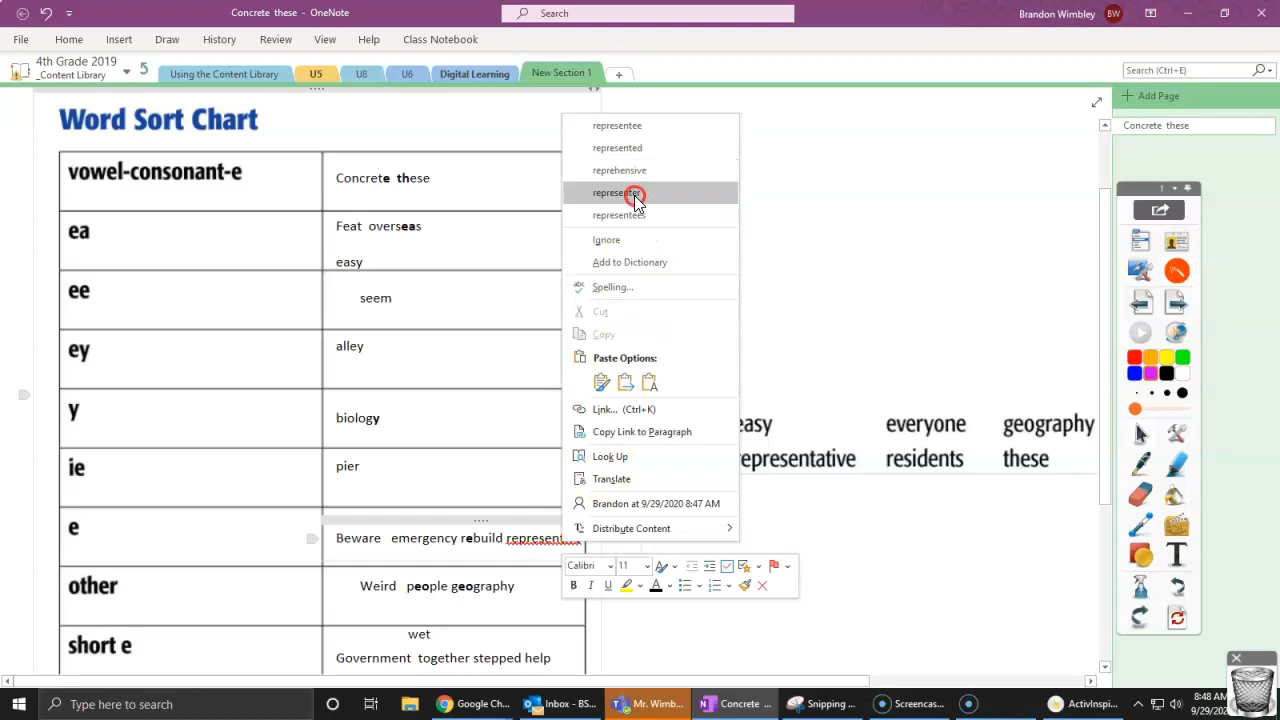 Concrete these - OneNote
Search
Brandon Wimbley BW
File Home Insert Draw History Review View Help Class Notebook
4th Grade 2019
_Content Library
Using the Content Library U5 U8 U6 Digital Learning New Section 1 +
Search (Ctrl+E)
Add Page
Concrete these
Word Sort Chart
vowel-consonant-e Concrete these
ea Feat overseas
easy
ee seem
ey alley
y biology
ie pier
e Beware emergency rebuild
other Weird people geography
short e wet
Government together stepped help
representee
represented
reprehensive
representer
representees
Ignore
Add to Dictionary
abc Spelling...
Cut
Copy
Paste Options:
Link... (Ctrl+K)
Copy Link to Paragraph
Look Up
Translate
Brandon at 9/29/2020 8:47 AM
Distribute Content
Calibri 11
B I U A
easy everyone geography
representative residents these
Type here to search
Google Ch...
Inbox - BS...
Mr. Wimb...
Concrete ...
Snipping ...
Screencas...
ActivInspi...
8:48 AM
9/29/20